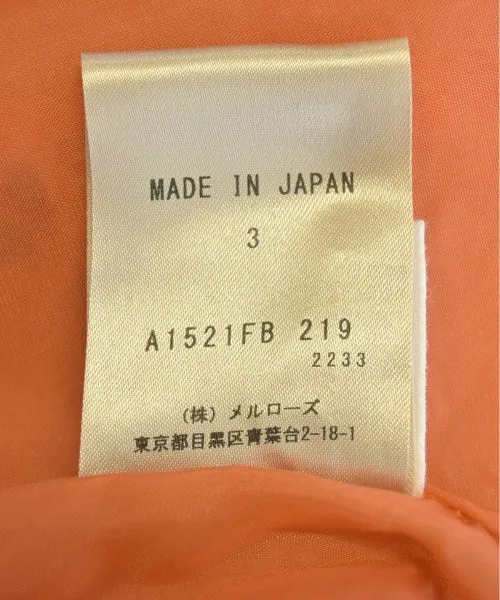 MADE IN JAPAN
3
A1521FB 219
2233
(株) メルローズ
東京都目黒区青葉台2-18-1